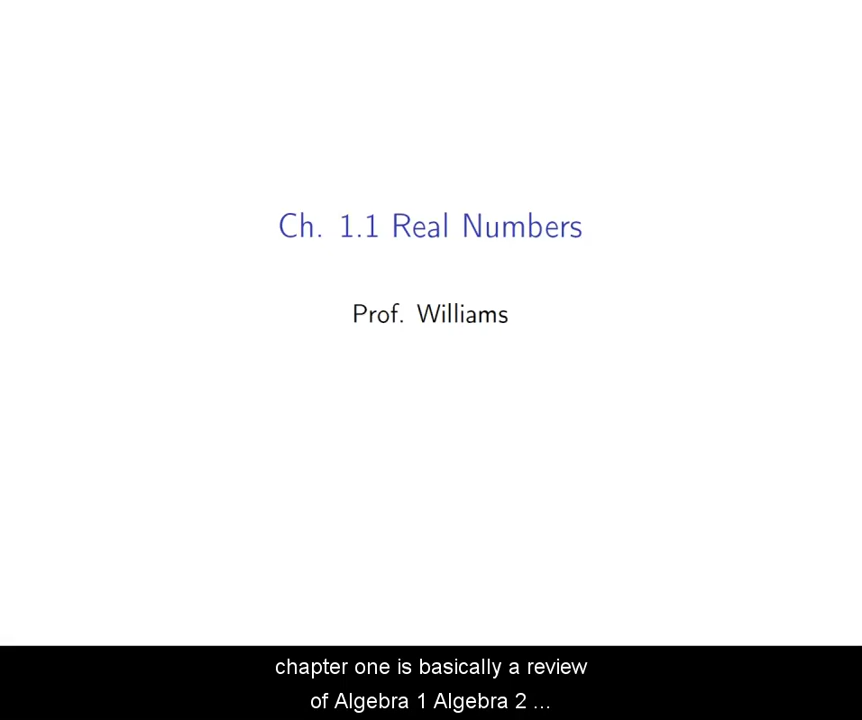 Ch. 1.1 Real Numbers
Prof. Williams
chapter one is basically a review
of Algebra 1 Algebra 2 ...